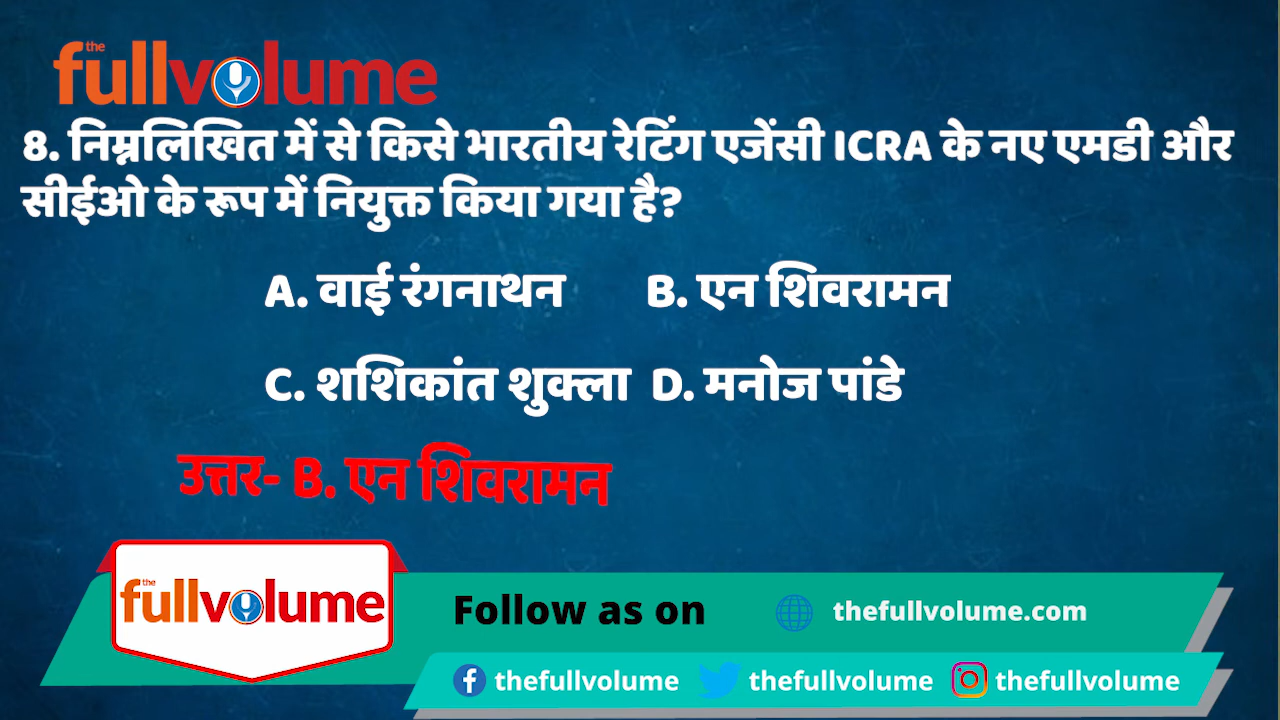 the
fullvolume
8. निम्नलिखित में से किसे भारतीय रेटिंग एजेंसी ICRA के नए एमडी और
सीईओ के रूप में नियुक्त किया गया है?
A. वाई रंगनाथन B. एन शिवरामन
C. शशिकांत शुक्ला D. मनोज पांडे
उत्तर- B. एन शिवरामन
the
fullvolume
Follow as on thefullvolume.com
thefullvolume thefullvolume thefullvolume